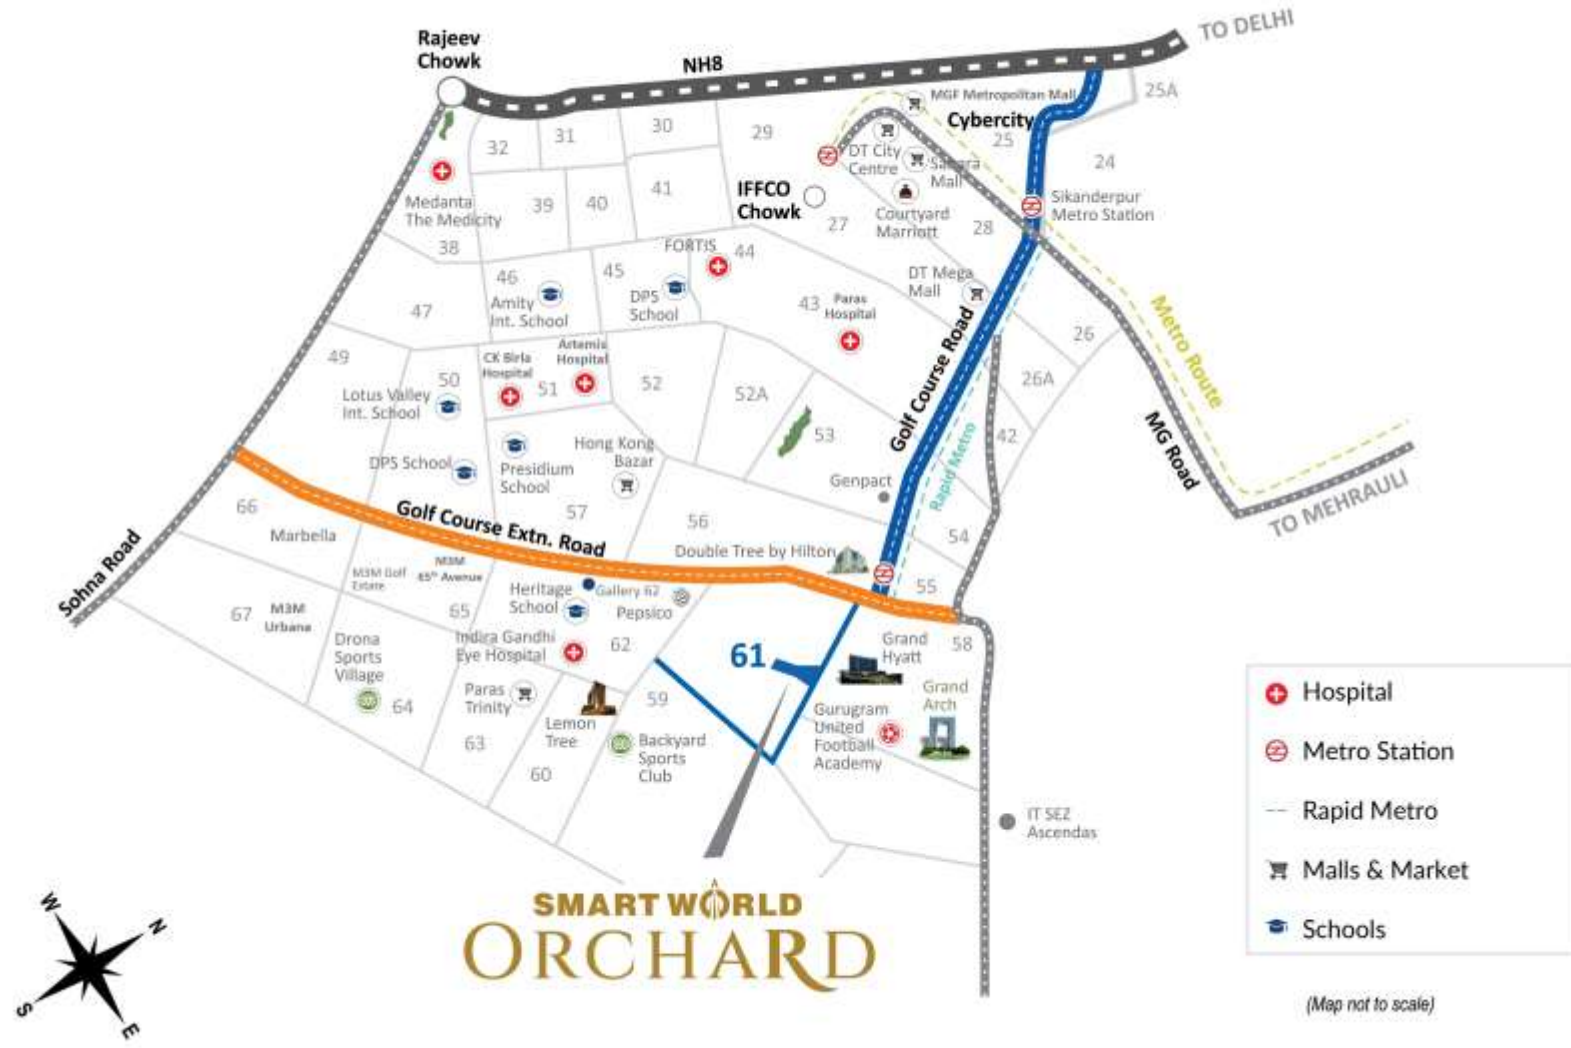 TO DELHI
Rajeev
Chowk
NH8
MGF Metropolitan Mall
25A
Cybercity
32
31
30
29
25
24
DT City
Centre
Sahara
Mall
IFFCO
Chowk
Courtyard
Marriott
Sikanderpur
Metro Station
Medanta
The Medicity
39
40
41
27
28
38
FORTIS
44
46
45
Amity
Int. School
DPS
School
DT Mega
Mall
43
Paras
Hospital
47
26
Metro Route
49
CK Birla
Hospital
Artemis
Hospital
50
51
52
52A
26A
Lotus Valley
Int. School
Golf Course Road
53
42
MG Road
DPS School
Presidium
School
Hong Kong
Bazar
Genpact
Rapid Metro
66
Marbella
Golf Course Extn. Road
57
56
54
TO MEHRAULI
Double Tree by Hilton
Sohna Road
M3M Golf
Estate
M3M
65th Avenue
Heritage
School
Gallery 62
Pepsico
55
67
M3M
Urbana
65
Drona
Sports
Village
Indira Gandhi
Eye Hospital
62
61
Grand
Hyatt
58
64
Paras
Trinity
59
Grand
Arch
Lemon
Tree
63
60
Backyard
Sports
Club
Gurugram
United
Football
Academy
IT SEZ
Ascendas
Hospital
Metro Station
Rapid Metro
Malls & Market
Schools
SMART WORLD
ORCHARD
W
N
S
E
(Map not to scale)